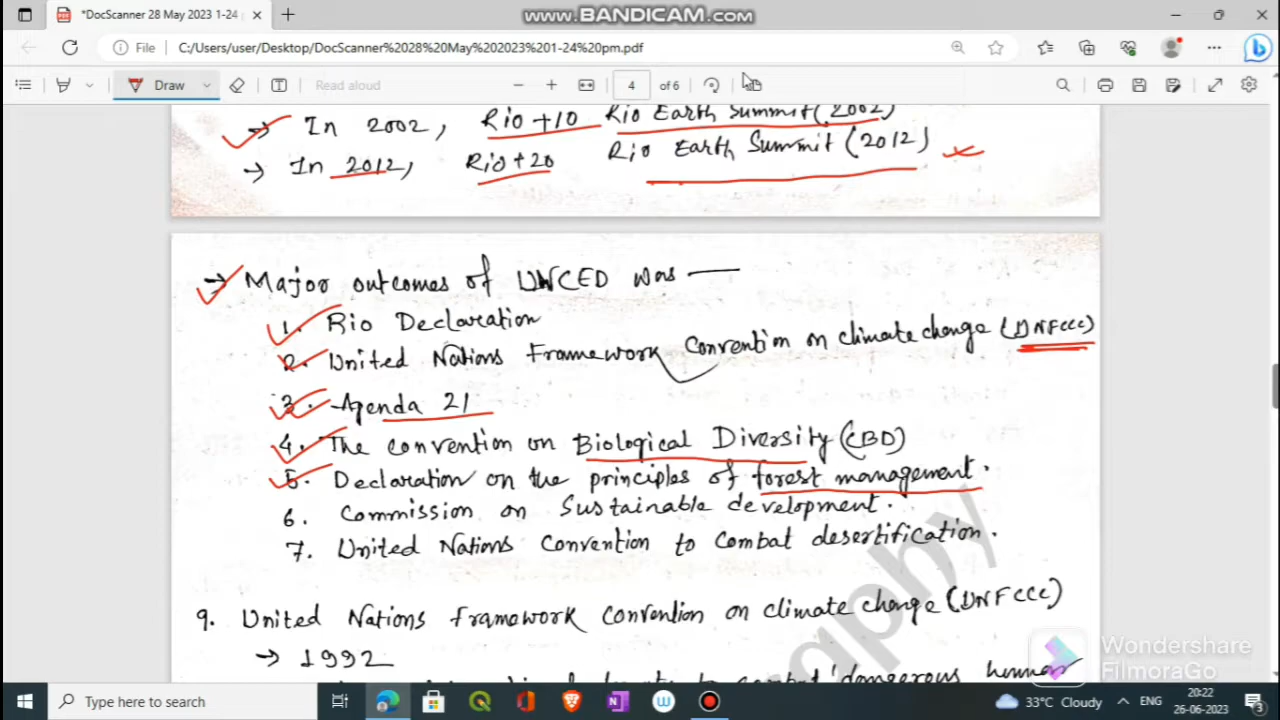 www.BANDICAM.com
*DocScanner 28 May 2023 1-24 p
File C:/Users/user/Desktop/DocScanner%2028%20May%202023%201-24%20pm.pdf
Draw Read aloud 4 of 6
→ In 2002, Rio+10 Rio Earth Summit (2002)
→ In 2012, Rio+20 Rio Earth Summit (2012)
→ Major outcomes of UNCED was —
1. Rio Declaration
2. United Nations Framework Convention on climate change (UNFCCC)
3. Agenda 21
4. The convention on Biological Diversity (CBD)
5. Declaration on the principles of forest management.
6. Commission on Sustainable development.
7. United Nations Convention to Combat desertification.
9. United Nations Framework Convention on climate change (UNFCCC)
→ 1992
to combat 'dangerous human
Wondershare
FilmoraGo
Type here to search
33°C Cloudy ENG 20:22
26-06-2023 3